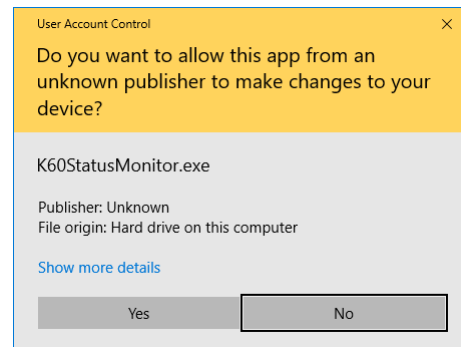 User Account Control
Do you want to allow this app from an
unknown publisher to make changes to your
device?
K60StatusMonitor.exe
Publisher: Unknown
File origin: Hard drive on this computer
Show more details
Yes
No